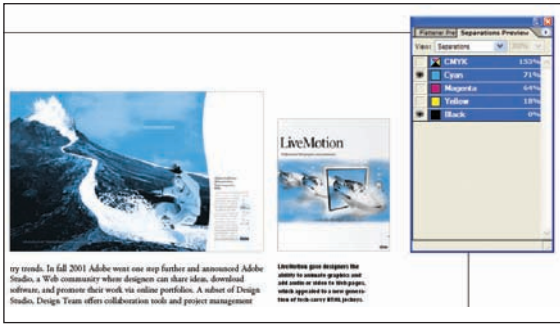 Flattener Pre Separations Preview
View: Separations 300%
CMYK 153%
Cyan 71%
Magenta 64%
Yellow 18%
Black 0%
LiveMotion
try trends. In fall 2001 Adobe went one step further and announced Adobe
Studio, a Web community where designers can share ideas, download
software, and promote their work via online portfolios. A subset of Design
Studio, Design Team offers collaboration tools and project management
LiveMotion gave designers the
ability to animate graphics and
add audio or video to Web pages,
which appealed to a new genera-
tion of tech-savvy HTML jockeys.